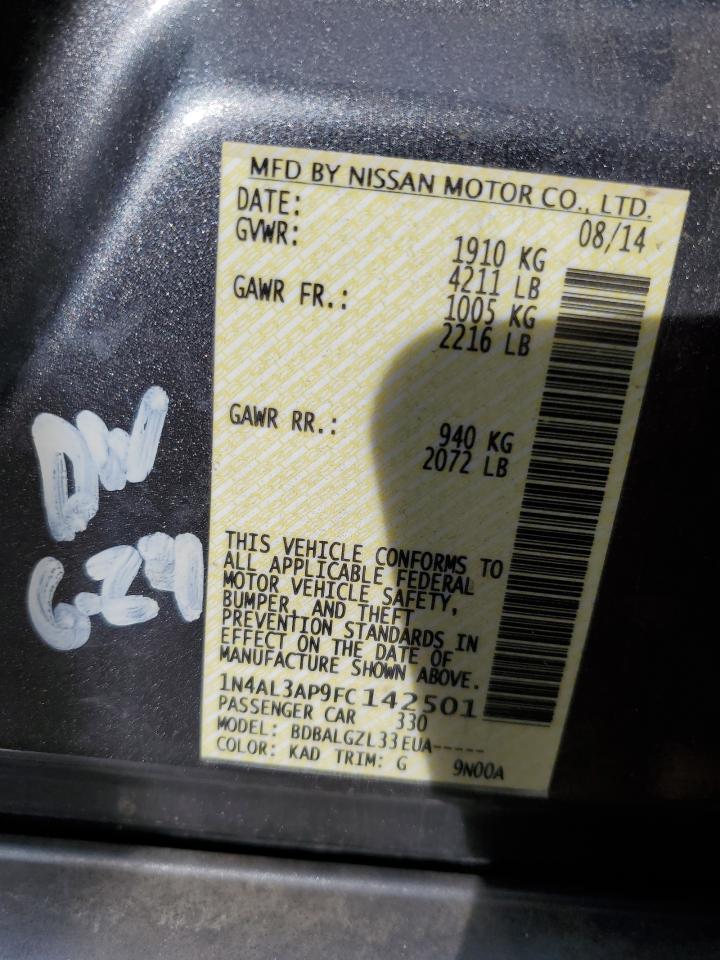 MFD BY NISSAN MOTOR CO., LTD.
DATE: 08/14
GVWR: 1910 KG
4211 LB
GAWR FR.: 1005 KG
2216 LB
GAWR RR.: 940 KG
2072 LB
THIS VEHICLE CONFORMS TO
ALL APPLICABLE FEDERAL
MOTOR VEHICLE SAFETY,
BUMPER, AND THEFT
PREVENTION STANDARDS IN
EFFECT ON THE DATE OF
MANUFACTURE SHOWN ABOVE.
1N4AL3AP9FC142501
PASSENGER CAR 330
MODEL: BDBALGZL33EUA-----
COLOR: KAD TRIM: G 9N00A
DW